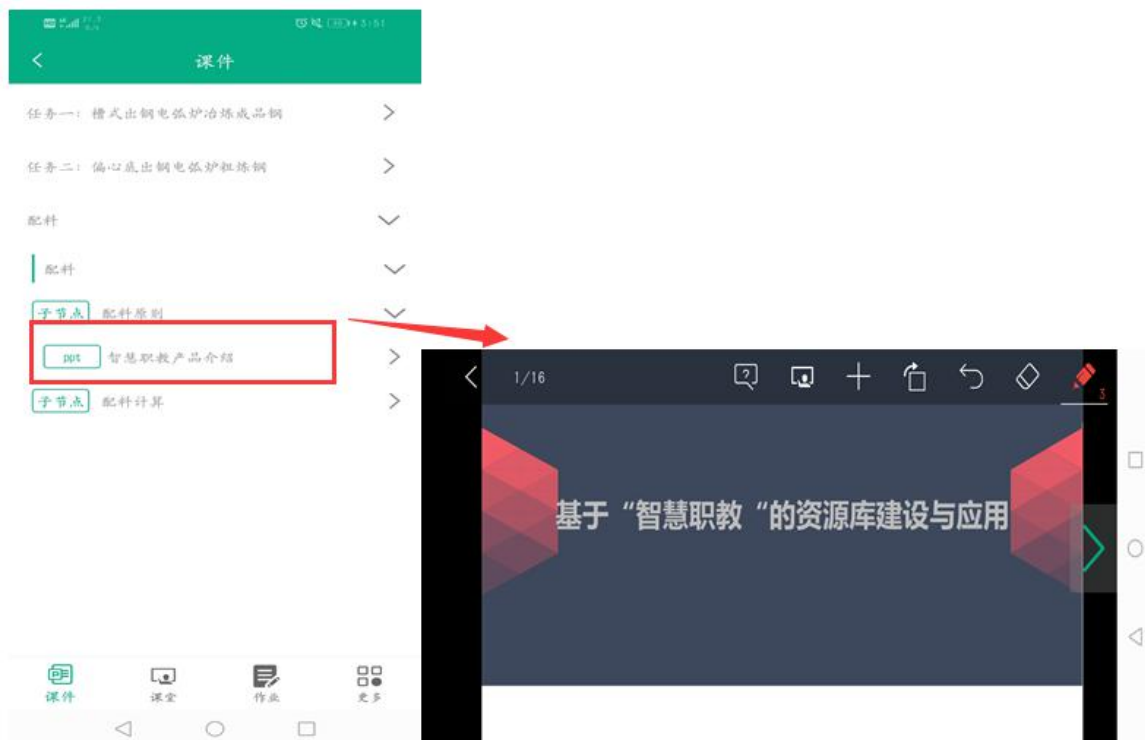 3:51
课件
任务一：槽式出钢电弧炉冶炼成品钢
任务二：偏心底出钢电弧炉粗炼钢
配料
配料
子节点 配料原则
ppt 智慧职教产品介绍
子节点 配料计算
课件 课堂 作业 更多
1/16
3
基于“智慧职教“的资源库建设与应用